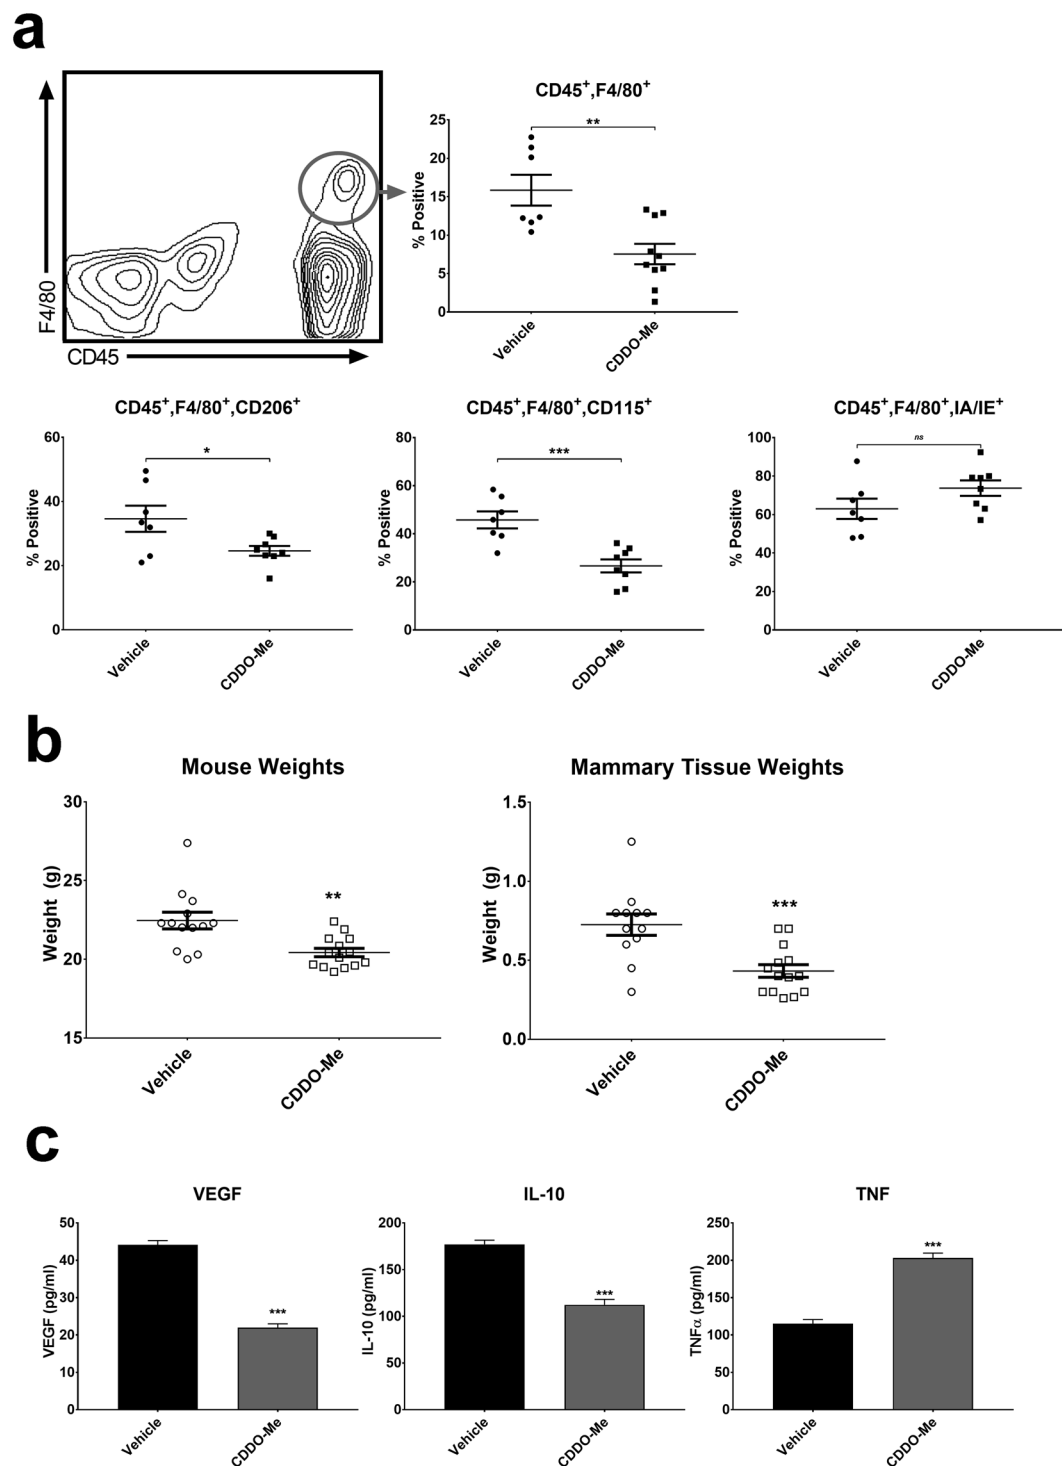 a
F4/80
CD45
CD45+,F4/80+
% Positive
25
20
15
10
5
0
**
Vehicle
CDDO-Me
CD45+,F4/80+,CD206+
% Positive
60
40
20
0
*
Vehicle
CDDO-Me
CD45+,F4/80+,CD115+
% Positive
80
60
40
20
0
***
Vehicle
CDDO-Me
CD45+,F4/80+,IA/IE+
% Positive
100
80
60
40
20
0
ns
Vehicle
CDDO-Me
b
Mouse Weights
Weight (g)
30
25
20
15
**
Vehicle
CDDO-Me
Mammary Tissue Weights
Weight (g)
1.5
1.0
0.5
0.0
***
Vehicle
CDDO-Me
c
VEGF
VEGF (pg/ml)
50
40
30
20
10
0
***
Vehicle
CDDO-Me
IL-10
IL-10 (pg/ml)
200
150
100
50
0
***
Vehicle
CDDO-Me
TNF
TNFα (pg/ml)
250
200
150
100
50
0
***
Vehicle
CDDO-Me